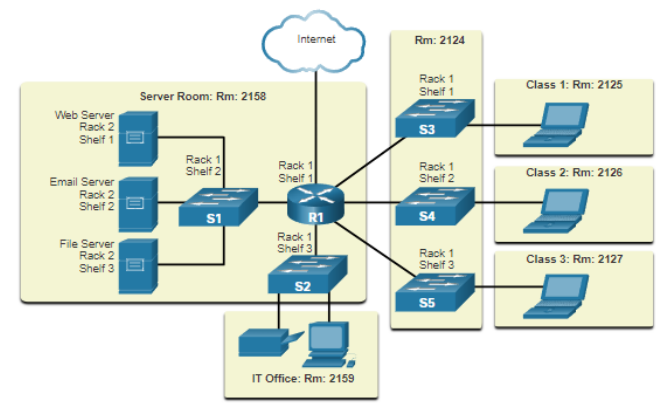 Internet
Rm: 2124
Server Room: Rm: 2158
Web Server
Rack 2
Shelf 1
Email Server
Rack 2
Shelf 2
File Server
Rack 2
Shelf 3
Rack 1
Shelf 2
S1
Rack 1
Shelf 1
R1
Rack 1
Shelf 3
S2
Rack 1
Shelf 1
S3
Rack 1
Shelf 2
S4
Rack 1
Shelf 3
S5
Class 1: Rm: 2125
Class 2: Rm: 2126
Class 3: Rm: 2127
IT Office: Rm: 2159